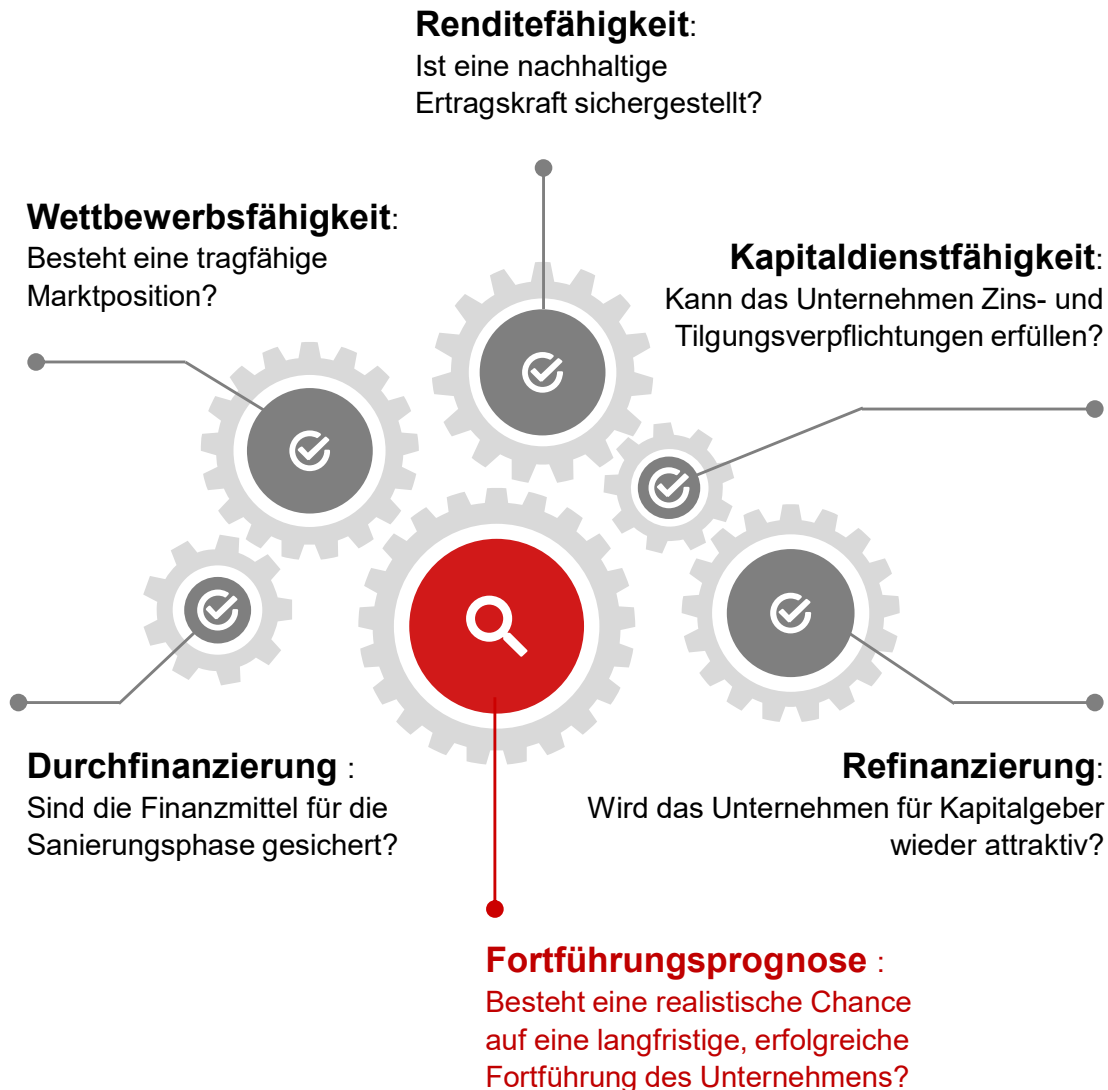 Renditefähigkeit:
Ist eine nachhaltige
Ertragskraft sichergestellt?
Wettbewerbsfähigkeit:
Besteht eine tragfähige
Marktposition?
Kapitaldienstfähigkeit:
Kann das Unternehmen Zins- und
Tilgungsverpflichtungen erfüllen?
Durchfinanzierung :
Sind die Finanzmittel für die
Sanierungsphase gesichert?
Refinanzierung:
Wird das Unternehmen für Kapitalgeber
wieder attraktiv?
Fortführungsprognose :
Besteht eine realistische Chance
auf eine langfristige, erfolgreiche
Fortführung des Unternehmens?